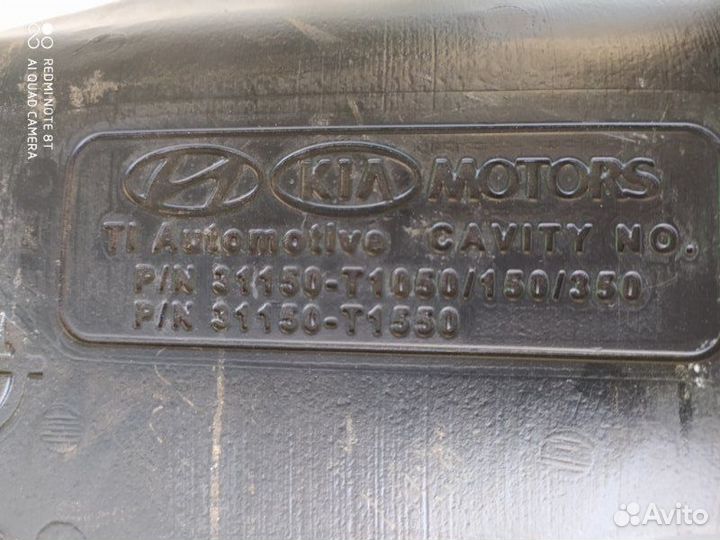 REDMI NOTE 8T
AI QUAD CAMERA
KIA MOTORS
TI Automotive CAVITY NO.
P/N 31150-T1050/150/350
P/N 31150-T1550
Avito